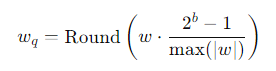 w_q = Round ( w · (2^b − 1) / max(|w|) )